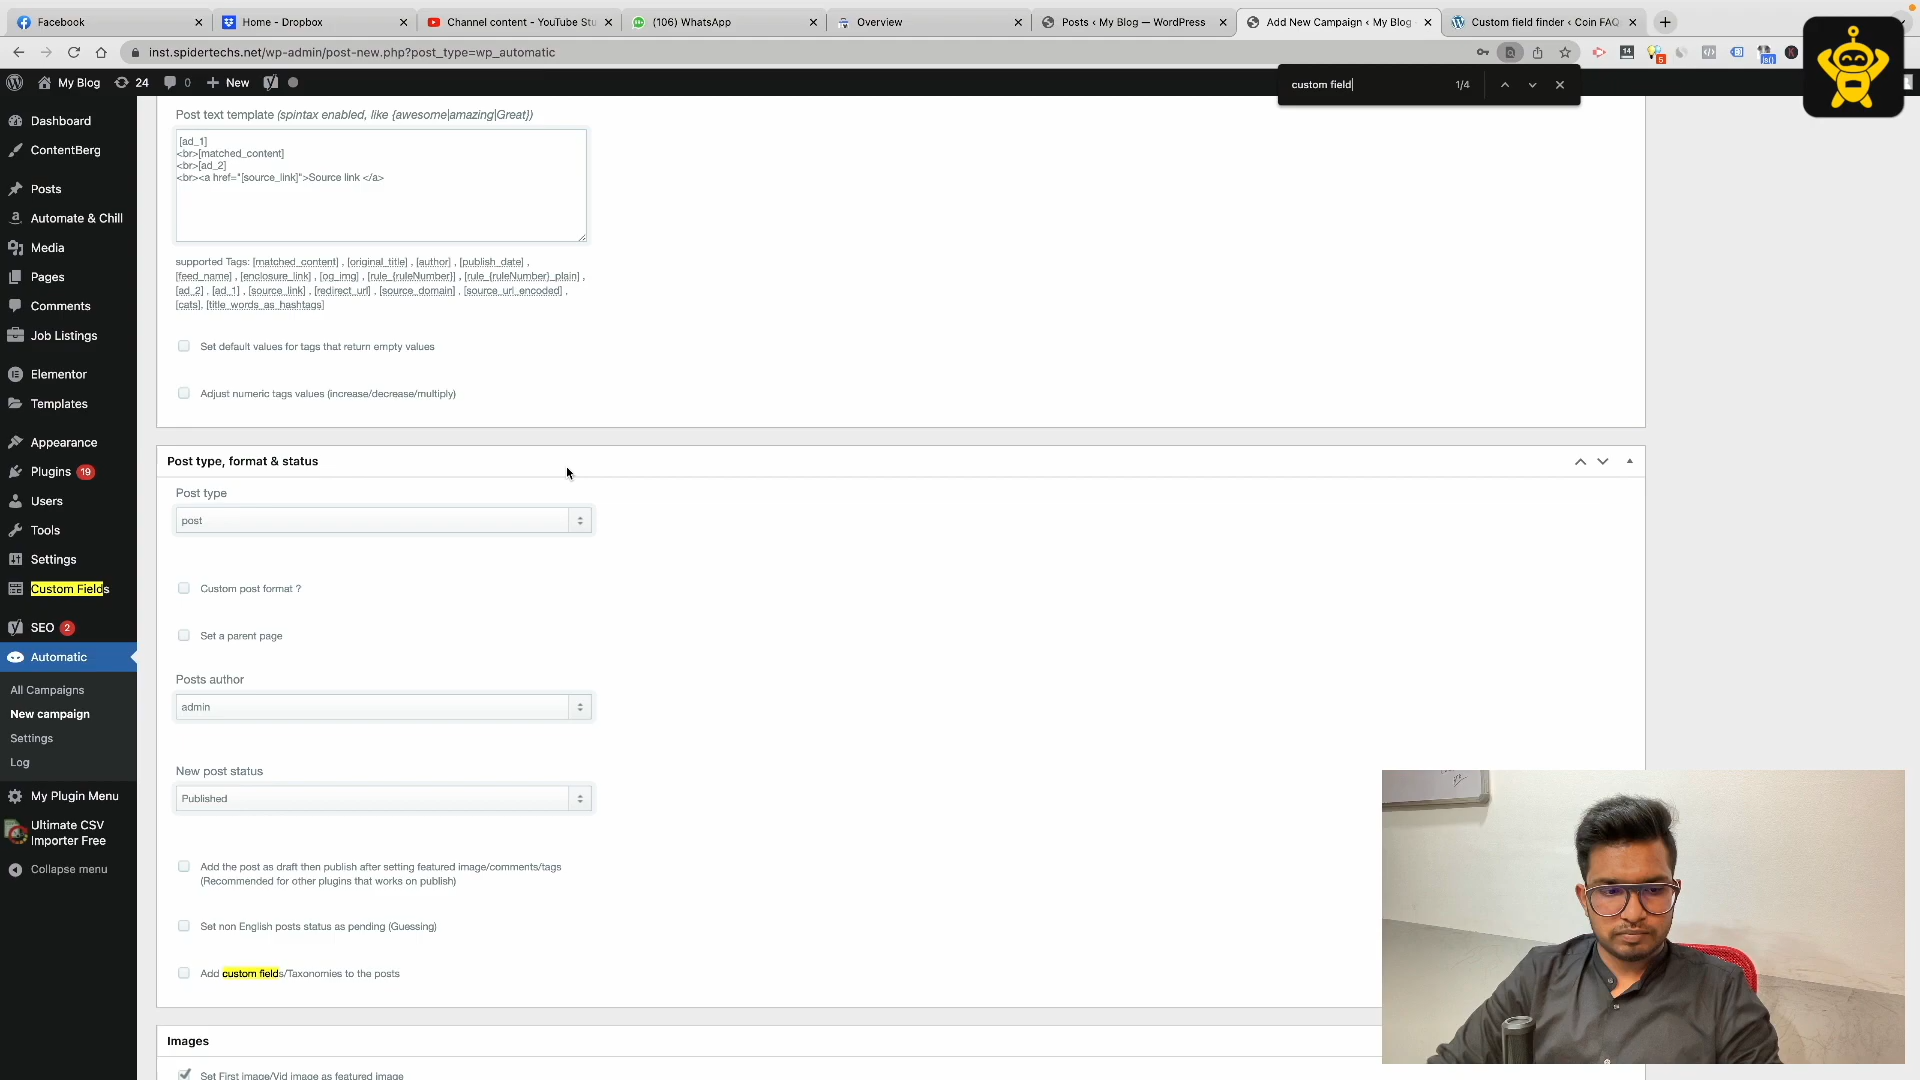 Facebook
Home - Dropbox
Channel content - YouTube Stu
(106) WhatsApp
Overview
Posts ‹ My Blog — WordPress
Add New Campaign ‹ My Blog
Custom field finder ‹ Coin FAQ
inst.spidertechs.net/wp-admin/post-new.php?post_type=wp_automatic
custom field
1/4
My Blog
24
0
New
Dashboard
ContentBerg
Posts
Automate & Chill
Media
Pages
Comments
Job Listings
Elementor
Templates
Appearance
Plugins 19
Users
Tools
Settings
Custom Fields
SEO 2
Automatic
All Campaigns
New campaign
Settings
Log
My Plugin Menu
Ultimate CSV
Importer Free
Collapse menu
Post text template (spintax enabled, like {awesome|amazing|Great})
[ad_1]
<br>[matched_content]
<br>[ad_2]
<br><a href="[source_link]">Source link </a>
supported Tags: [matched_content] , [original_title] , [author] , [publish_date] ,
[feed_name] , [enclosure_link] , [og_img] , [rule_{ruleNumber}] , [rule_{ruleNumber}_plain] ,
[ad_2] , [ad_1] , [source_link] , [redirect_url] , [source_domain] , [source_url_encoded] ,
[cats], [title_words_as_hashtags]
Set default values for tags that return empty values
Adjust numeric tags values (increase/decrease/multiply)
Post type, format & status
Post type
post
Custom post format ?
Set a parent page
Posts author
admin
New post status
Published
Add the post as draft then publish after setting featured image/comments/tags
(Recommended for other plugins that works on publish)
Set non English posts status as pending (Guessing)
Add custom fields/Taxonomies to the posts
Images
Set First image/Vid image as featured image